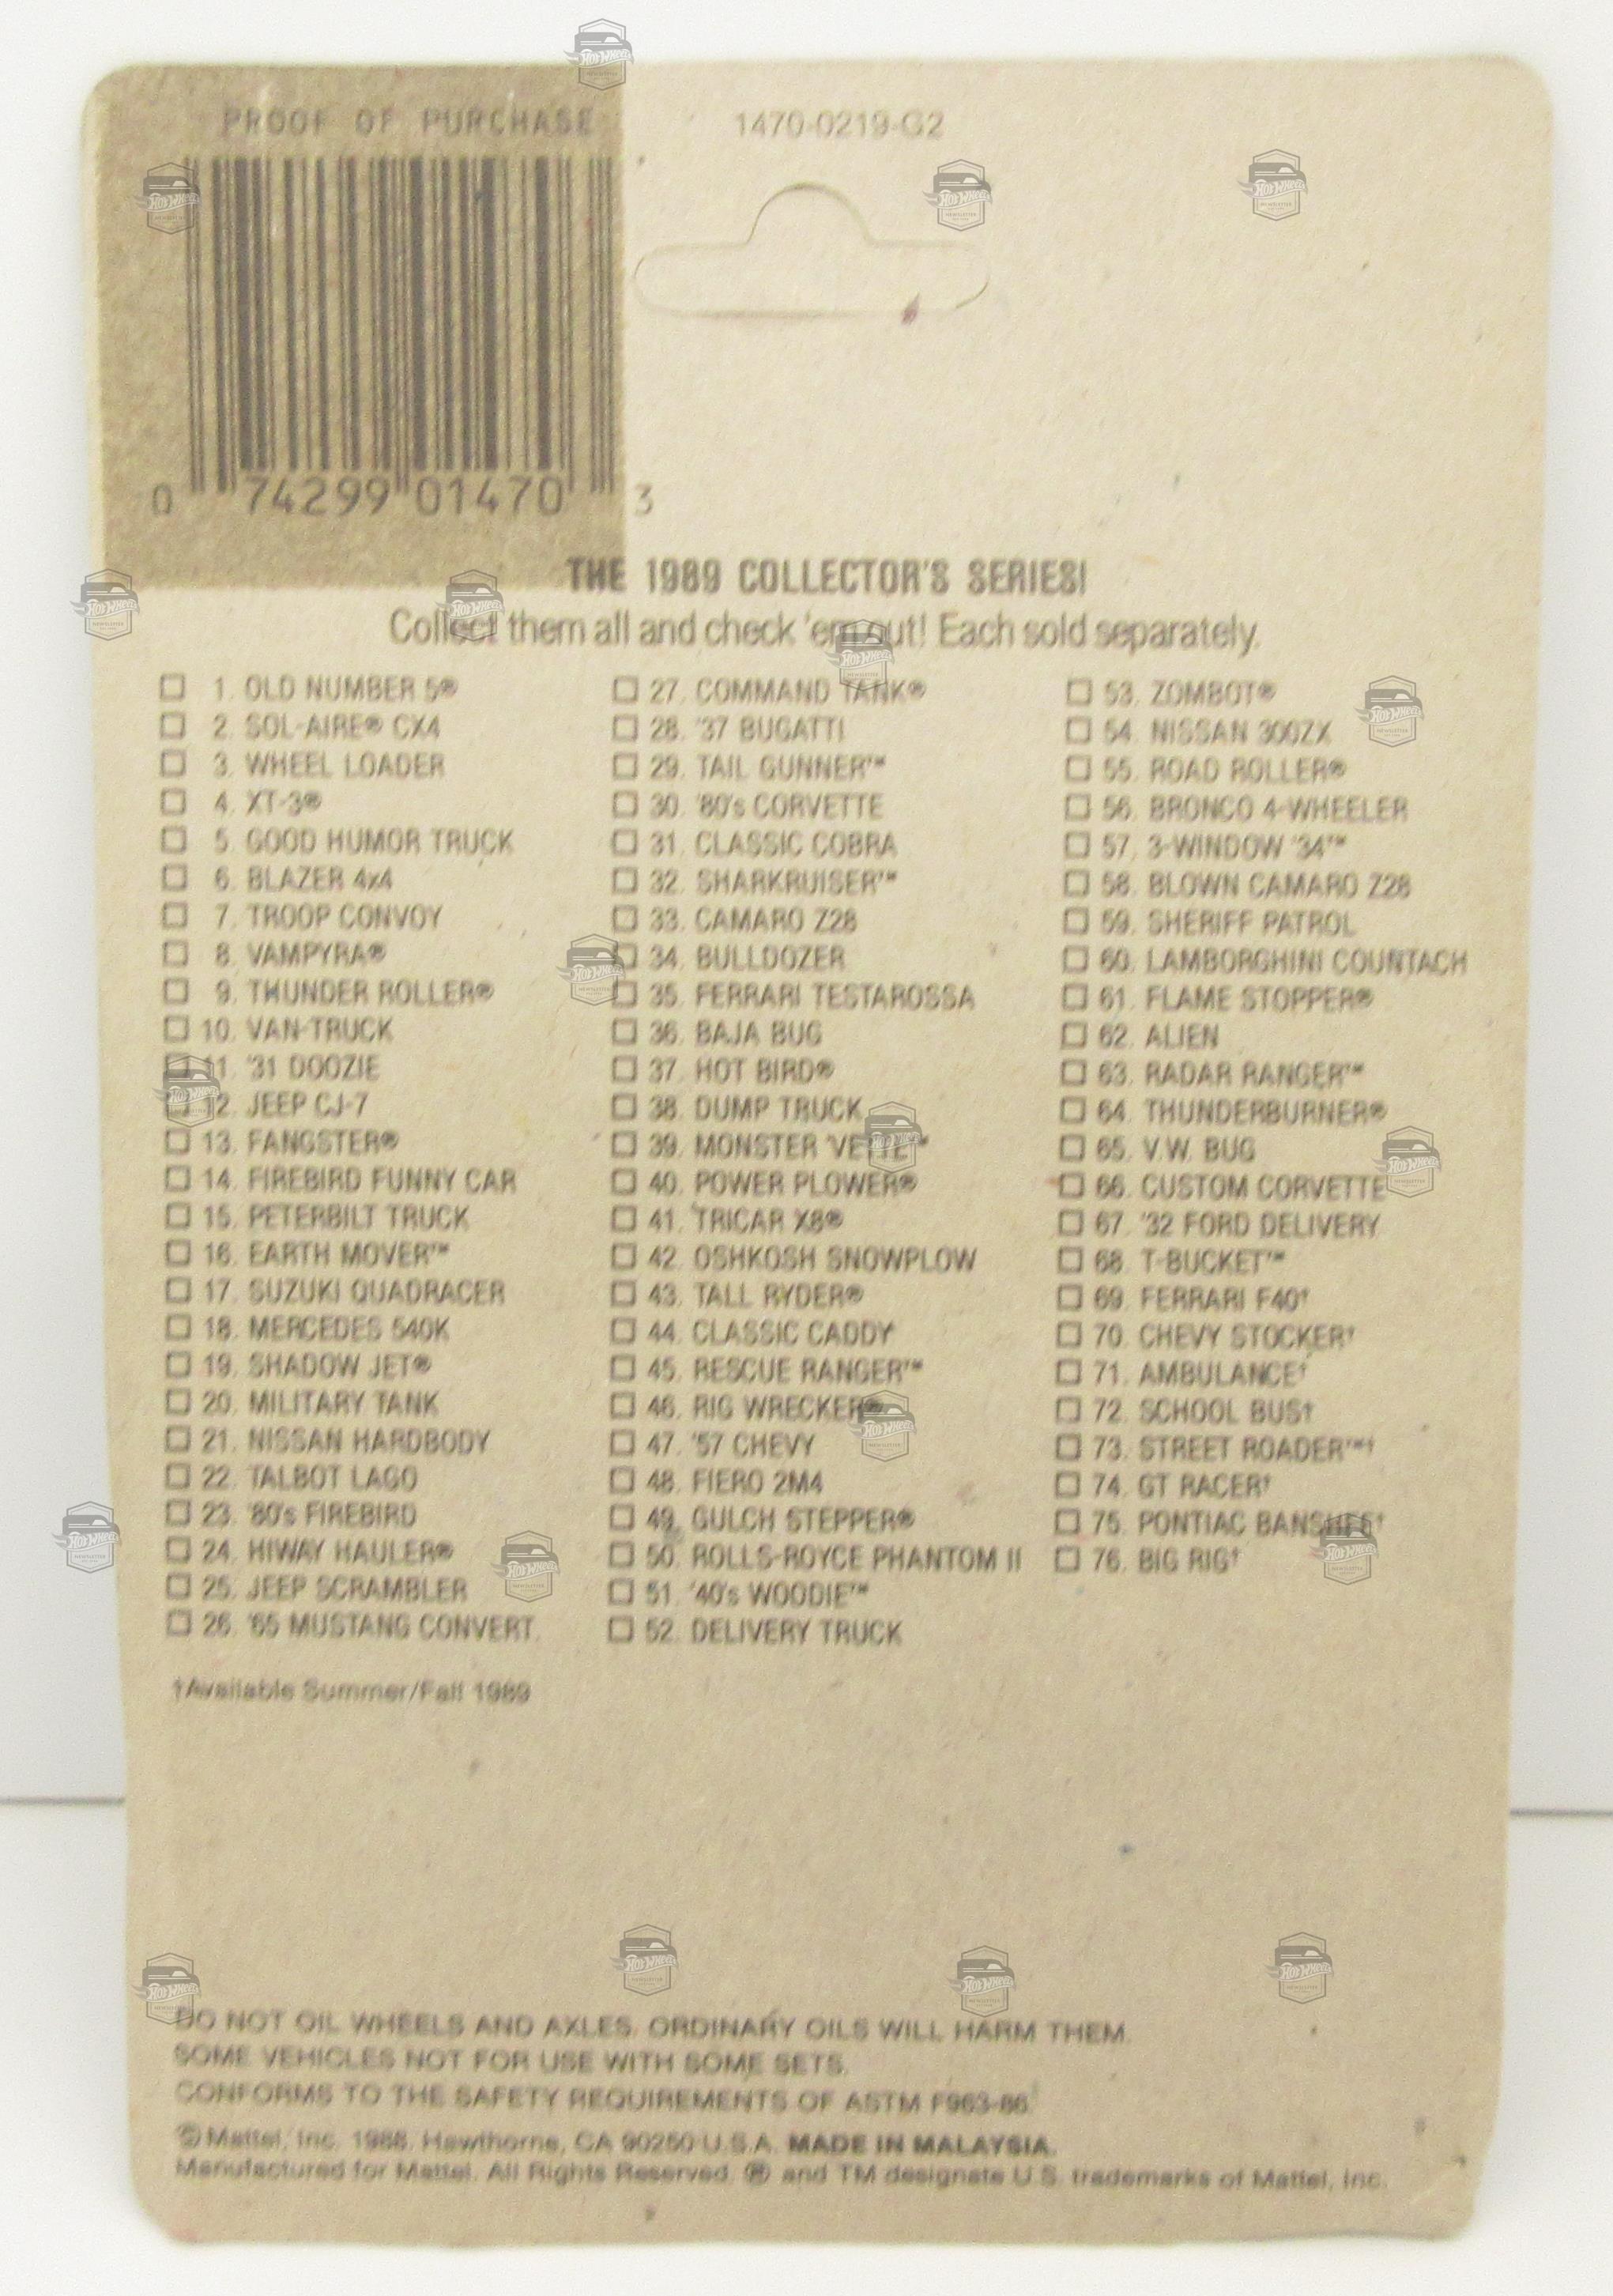 PROOF OF PURCHASE
1470-0219-G2
0 74299 01470 3
THE 1989 COLLECTOR'S SERIES!
Collect them all and check 'em out! Each sold separately.
1. OLD NUMBER 5®
2. SOL-AIRE® CX4
3. WHEEL LOADER
4. XT-3®
5. GOOD HUMOR TRUCK
6. BLAZER 4x4
7. TROOP CONVOY
8. VAMPYRA®
9. THUNDER ROLLER®
10. VAN-TRUCK
11. '31 DOOZIE
12. JEEP CJ-7
13. FANGSTER®
14. FIREBIRD FUNNY CAR
15. PETERBILT TRUCK
16. EARTH MOVER™
17. SUZUKI QUADRACER
18. MERCEDES 540K
19. SHADOW JET®
20. MILITARY TANK
21. NISSAN HARDBODY
22. TALBOT LAGO
23. '80's FIREBIRD
24. HIWAY HAULER®
25. JEEP SCRAMBLER
26. '65 MUSTANG CONVERT.
27. COMMAND TANK®
28. '37 BUGATTI
29. TAIL GUNNER™
30. '80's CORVETTE
31. CLASSIC COBRA
32. SHARKRUISER™
33. CAMARO Z28
34. BULLDOZER
35. FERRARI TESTAROSSA
36. BAJA BUG
37. HOT BIRD®
38. DUMP TRUCK
39. MONSTER 'VETTE™
40. POWER PLOWER®
41. TRICAR X8®
42. OSHKOSH SNOWPLOW
43. TALL RYDER®
44. CLASSIC CADDY
45. RESCUE RANGER™
46. RIG WRECKER®
47. '57 CHEVY
48. FIERO 2M4
49. GULCH STEPPER®
50. ROLLS-ROYCE PHANTOM II
51. '40's WOODIE™
52. DELIVERY TRUCK
53. ZOMBOT®
54. NISSAN 300ZX
55. ROAD ROLLER®
56. BRONCO 4-WHEELER
57. 3-WINDOW '34™
58. BLOWN CAMARO Z28
59. SHERIFF PATROL
60. LAMBORGHINI COUNTACH
61. FLAME STOPPER®
62. ALIEN
63. RADAR RANGER™
64. THUNDERBURNER®
65. V.W. BUG
66. CUSTOM CORVETTE
67. '32 FORD DELIVERY
68. T-BUCKET™
69. FERRARI F40†
70. CHEVY STOCKER†
71. AMBULANCE†
72. SCHOOL BUS†
73. STREET ROADER™†
74. GT RACER†
75. PONTIAC BANSHEE†
76. BIG RIG†
†Available Summer/Fall 1989
DO NOT OIL WHEELS AND AXLES. ORDINARY OILS WILL HARM THEM.
SOME VEHICLES NOT FOR USE WITH SOME SETS.
CONFORMS TO THE SAFETY REQUIREMENTS OF ASTM F963-86.
© Mattel, Inc. 1988. Hawthorne, CA 90250 U.S.A. MADE IN MALAYSIA.
Manufactured for Mattel. All Rights Reserved. ® and TM designate U.S. trademarks of Mattel, Inc.